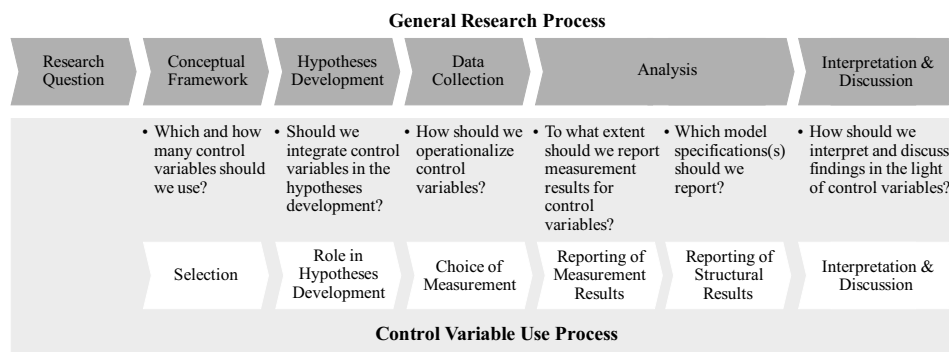 General Research Process
Research
Question
Conceptual
Framework
Hypotheses
Development
Data
Collection
Analysis
Interpretation &
Discussion
• Which and how
many control
variables should
we use?
• Should we
integrate control
variables in the
hypotheses
development?
• How should we
operationalize
control
variables?
• To what extent
should we report
measurement
results for
control
variables?
• Which model
specifications(s)
should we
report?
• How should we
interpret and discuss
findings in the light
of control variables?
Selection
Role in
Hypotheses
Development
Choice of
Measurement
Reporting of
Measurement
Results
Reporting of
Structural
Results
Interpretation &
Discussion
Control Variable Use Process